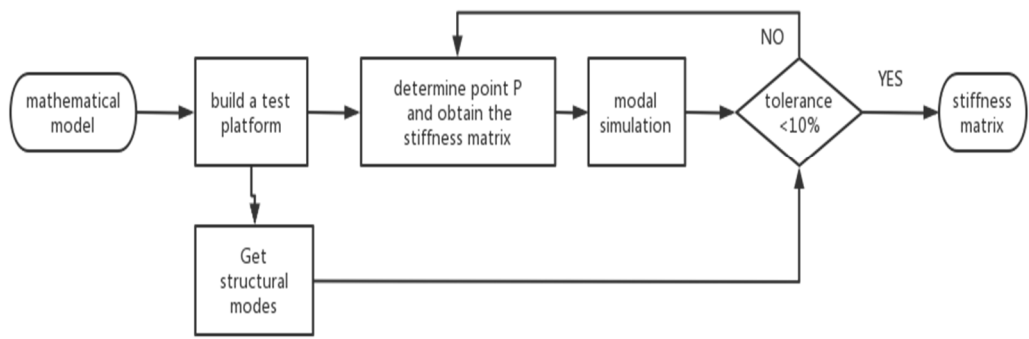 mathematical
model
build a test
platform
determine point P
and obtain the
stiffness matrix
modal
simulation
NO
tolerance
<10%
YES
stiffness
matrix
Get
structural
modes